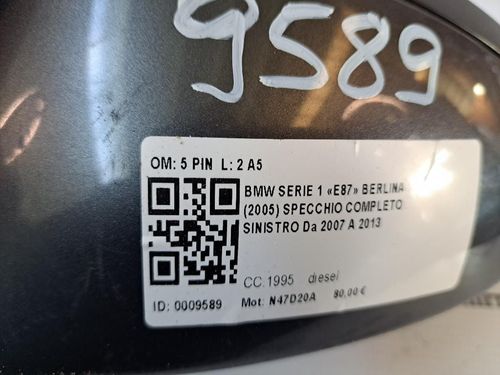 9589
OM: 5 PIN L: 2 A5
BMW SERIE 1 «E87» BERLINA
(2005) SPECCHIO COMPLETO
SINISTRO Da 2007 A 2013
CC.1995 diesel
ID: 0009589 Mot: N47D20A 80,00 €